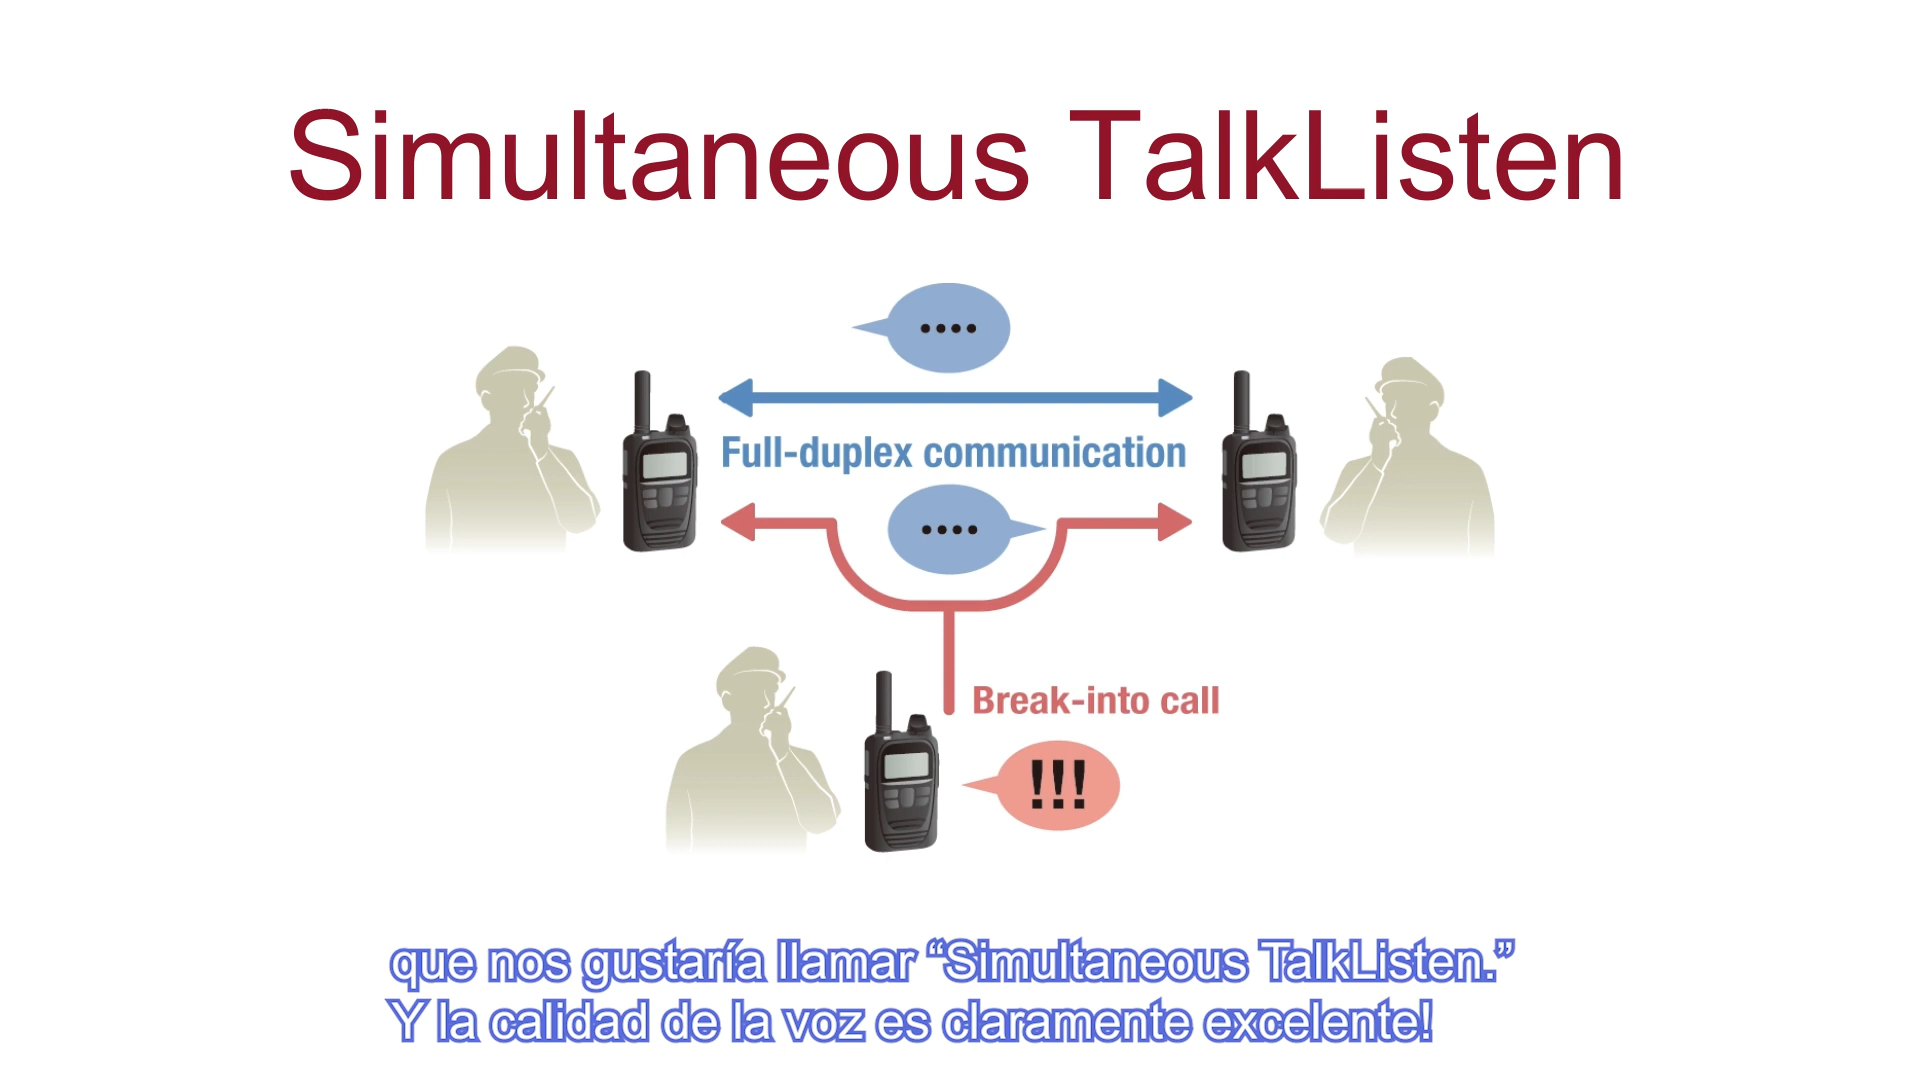 Simultaneous TalkListen
....
Full-duplex communication
....
Break-into call
!!!
que nos gustaría llamar “Simultaneous TalkListen.”
Y la calidad de la voz es claramente excelente!